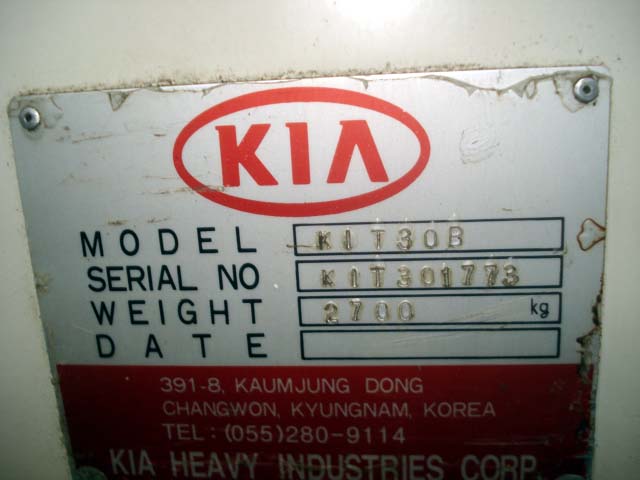 KIA
MODEL KIT30B
SERIAL NO KIT301773
WEIGHT 2700 kg
DATE
391-8, KAUMJUNG DONG
CHANGWON, KYUNGNAM, KOREA
TEL: (055)280-9114
KIA HEAVY INDUSTRIES CORP.